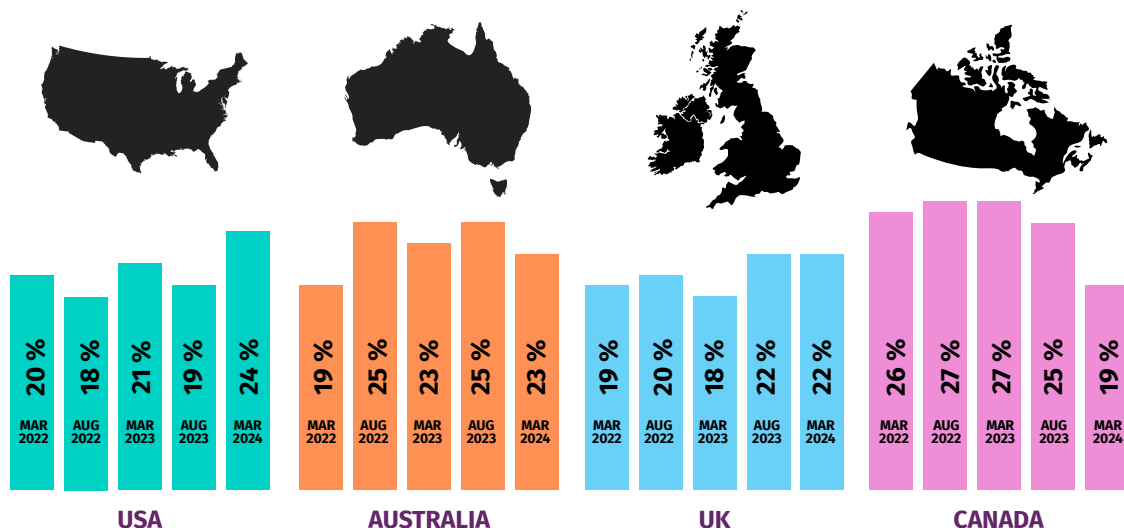 20 %
MAR
2022
18 %
AUG
2022
21 %
MAR
2023
19 %
AUG
2023
24 %
MAR
2024
USA
19 %
MAR
2022
25 %
AUG
2022
23 %
MAR
2023
25 %
AUG
2023
23 %
MAR
2024
AUSTRALIA
19 %
MAR
2022
20 %
AUG
2022
18 %
MAR
2023
22 %
AUG
2023
22 %
MAR
2024
UK
26 %
MAR
2022
27 %
AUG
2022
27 %
MAR
2023
25 %
AUG
2023
19 %
MAR
2024
CANADA